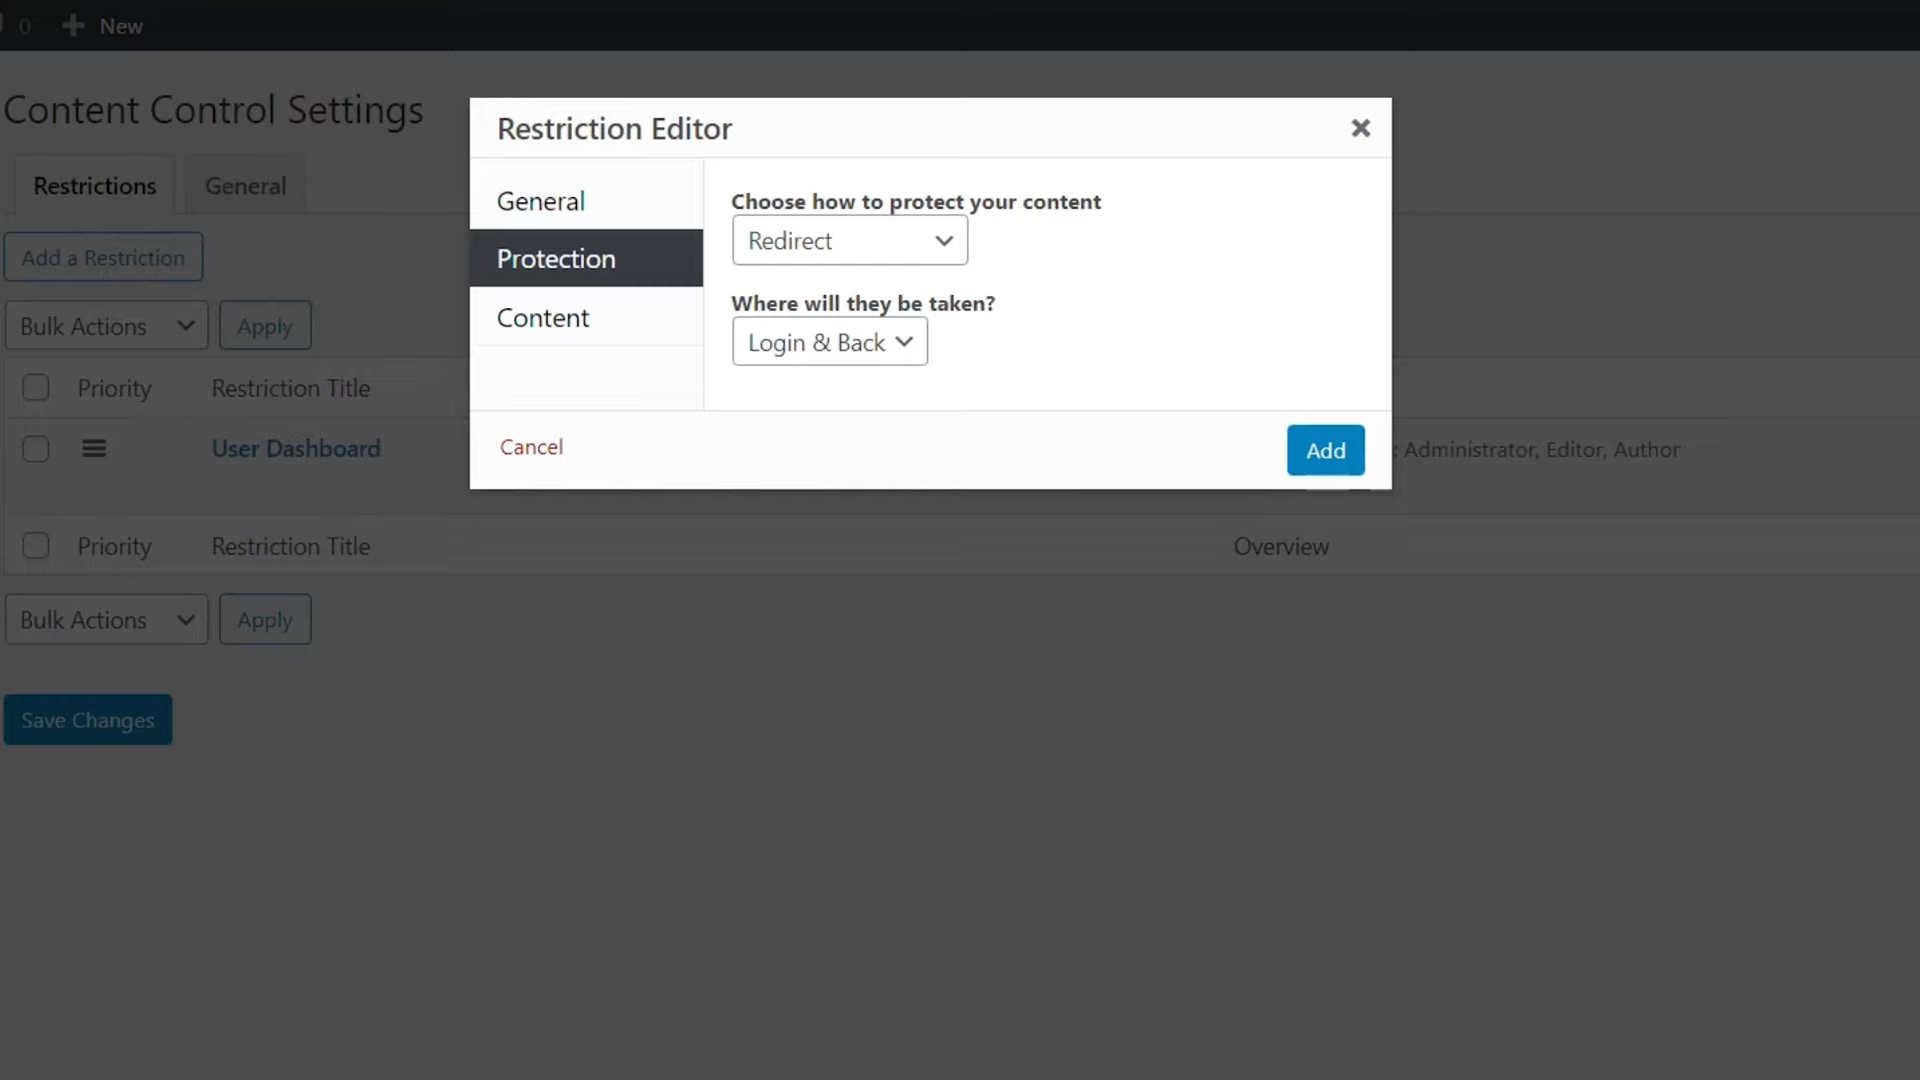 0 New
Content Control Settings
Restrictions General
Add a Restriction
Bulk Actions Apply
Priority Restriction Title
User Dashboard : Administrator, Editor, Author
Priority Restriction Title Overview
Bulk Actions Apply
Save Changes
Restriction Editor
General
Protection
Content
Choose how to protect your content
Redirect
Where will they be taken?
Login & Back
Cancel Add